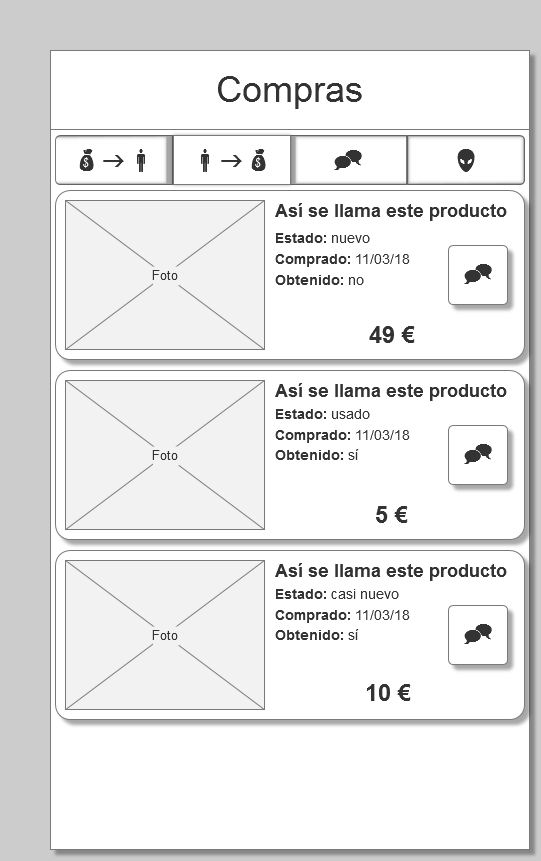 Compras
Así se llama este producto
Estado: nuevo
Comprado: 11/03/18
Obtenido: no
Foto
49 €
Así se llama este producto
Estado: usado
Comprado: 11/03/18
Obtenido: sí
Foto
5 €
Así se llama este producto
Estado: casi nuevo
Comprado: 11/03/18
Obtenido: sí
Foto
10 €